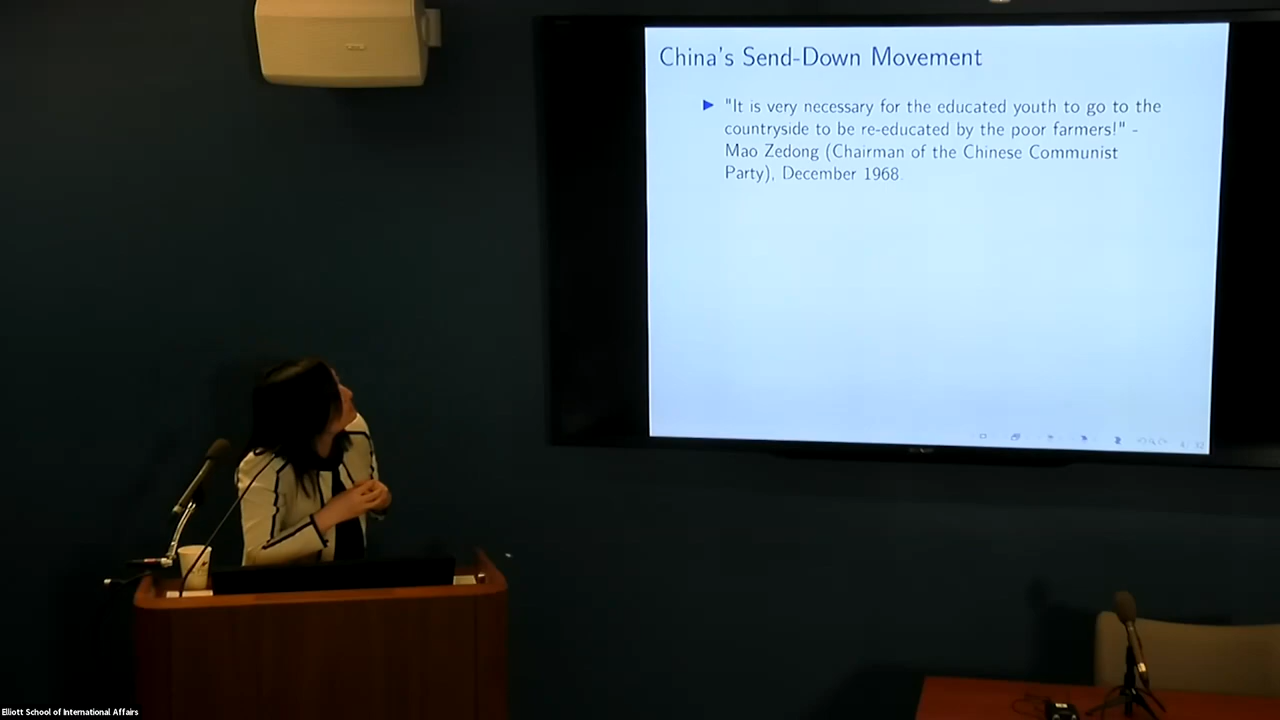 China's Send-Down Movement
"It is very necessary for the educated youth to go to the
countryside to be re-educated by the poor farmers!" -
Mao Zedong (Chairman of the Chinese Communist
Party), December 1968.
Elliott School of International Affairs